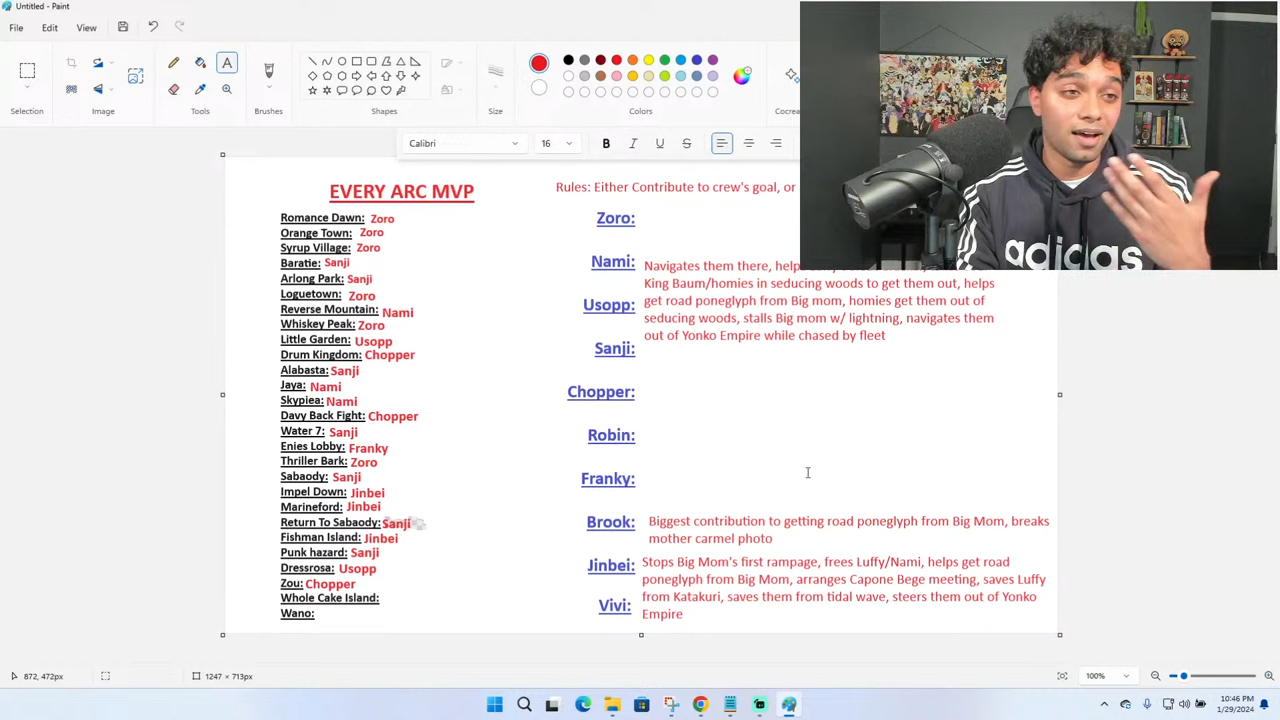 Untitled - Paint
File Edit View
Calibri 16 B I U S
Selection Image Tools Brushes Shapes Size Colors
EVERY ARC MVP
Romance Dawn: Zoro
Orange Town: Zoro
Syrup Village: Zoro
Baratie: Sanji
Arlong Park: Sanji
Loguetown: Zoro
Reverse Mountain: Nami
Whiskey Peak: Zoro
Little Garden: Usopp
Drum Kingdom: Chopper
Alabasta: Sanji
Jaya: Nami
Skypiea: Nami
Davy Back Fight: Chopper
Water 7: Sanji
Enies Lobby: Franky
Thriller Bark: Zoro
Sabaody: Sanji
Impel Down: Jinbei
Marineford: Jinbei
Return To Sabaody: Sanji
Fishman Island: Jinbei
Punk hazard: Sanji
Dressrosa: Usopp
Zou: Chopper
Whole Cake Island:
Wano:
Rules: Either Contribute to crew's goal, or
Zoro:
Nami: Navigates them there,
King Baum/homies in seducing woods to get them out, helps
get road poneglyph from Big mom, homies get them out of
seducing woods, stalls Big mom w/ lightning, navigates them
out of Yonko Empire while chased by fleet
Usopp:
Sanji:
Chopper:
Robin:
Franky:
Brook: Biggest contribution to getting road poneglyph from Big Mom, breaks
mother carmel photo
Jinbei: Stops Big Mom's first rampage, frees Luffy/Nami, helps get road
poneglyph from Big Mom, arranges Capone Bege meeting, saves Luffy
from Katakuri, saves them from tidal wave, steers them out of Yonko
Empire
Vivi:
adidas
872, 472px
1247 × 713px
100%
10:46 PM
1/29/2024